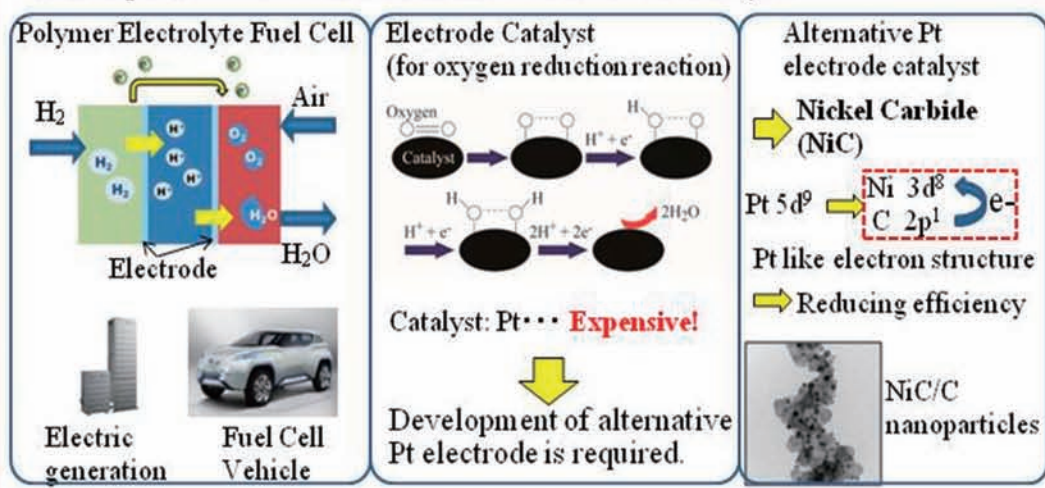 Polymer Electrolyte Fuel Cell
e
e
e
e
H₂
Air
H⁺
H⁺
H⁺
H⁺
H₂
H₂
O₂
O₂
H₂O
H₂O
Electrode
Electric
generation
Fuel Cell
Vehicle
Electrode Catalyst
(for oxygen reduction reaction)
Oxygen
Catalyst
H⁺ + e⁻
H
H
H
H⁺ + e⁻
2H⁺ + 2e⁻
2H₂O
Catalyst: Pt··· Expensive!
Development of alternative
Pt electrode is required.
Alternative Pt
electrode catalyst
Nickel Carbide
(NiC)
Pt 5d⁹
Ni 3d⁸
C 2p¹
e-
Pt like electron structure
Reducing efficiency
NiC/C
nanoparticles